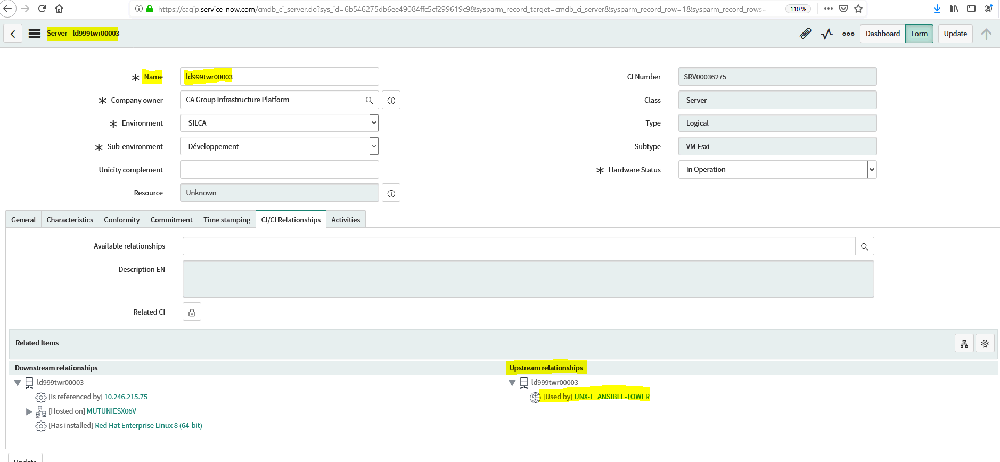 https://cagip.service-now.com/cmdb_ci_server.do?sys_id=6b546275db6ee49084ffc5cf299619c9&sysparm_record_target=cmdb_ci_server&sysparm_record_row=1&sysparm_record_rows=
110 %
Server - ld999twr00003
Dashboard
Form
Update
Name
ld999twr00003
CI Number
SRV00036275
Company owner
CA Group Infrastructure Platform
Class
Server
Environment
SILCA
Type
Logical
Sub-environment
Développement
Subtype
VM Esxi
Unicity complement
Hardware Status
In Operation
Resource
Unknown
General
Characteristics
Conformity
Commitment
Time stamping
CI/CI Relationships
Activities
Available relationships
Description EN
Related CI
Related Items
Downstream relationships
ld999twr00003
[Is referenced by] 10.246.215.75
[Hosted on] MUTUNIESX06V
[Has installed] Red Hat Enterprise Linux 8 (64-bit)
Upstream relationships
ld999twr00003
[Used by] UNX-L_ANSIBLE-TOWER
Update